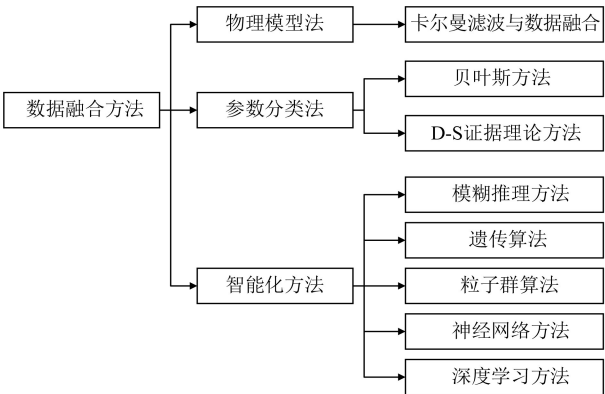 物理模型法
卡尔曼滤波与数据融合
贝叶斯方法
数据融合方法
参数分类法
D-S证据理论方法
模糊推理方法
遗传算法
智能化方法
粒子群算法
神经网络方法
深度学习方法